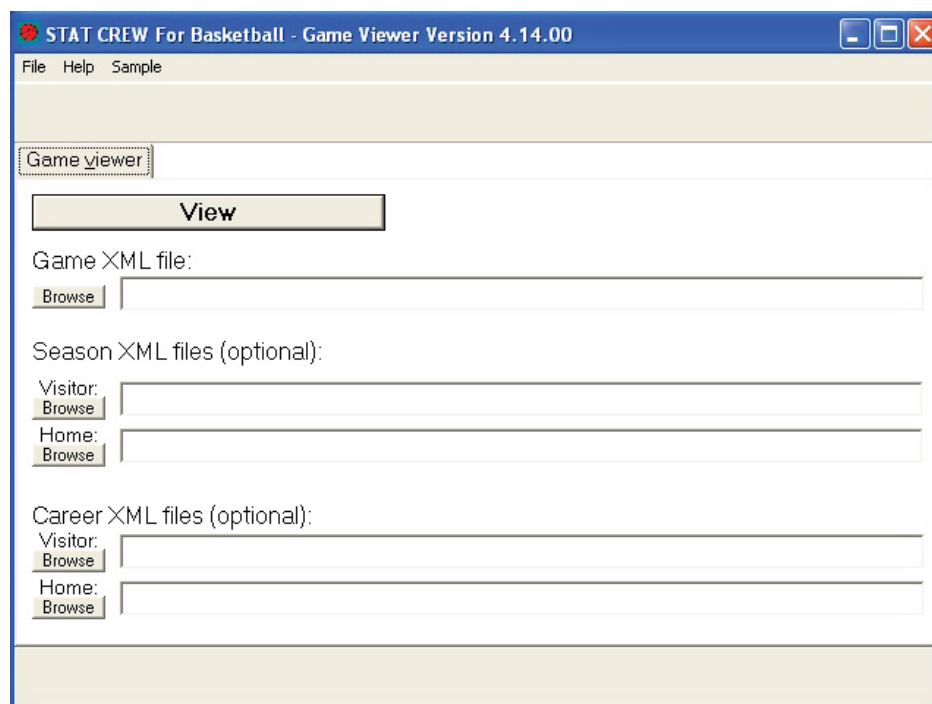 STAT CREW For Basketball - Game Viewer Version 4.14.00
File Help Sample
Game viewer
View
Game XML file:
Browse
Season XML files (optional):
Visitor:
Browse
Home:
Browse
Career XML files (optional):
Visitor:
Browse
Home:
Browse